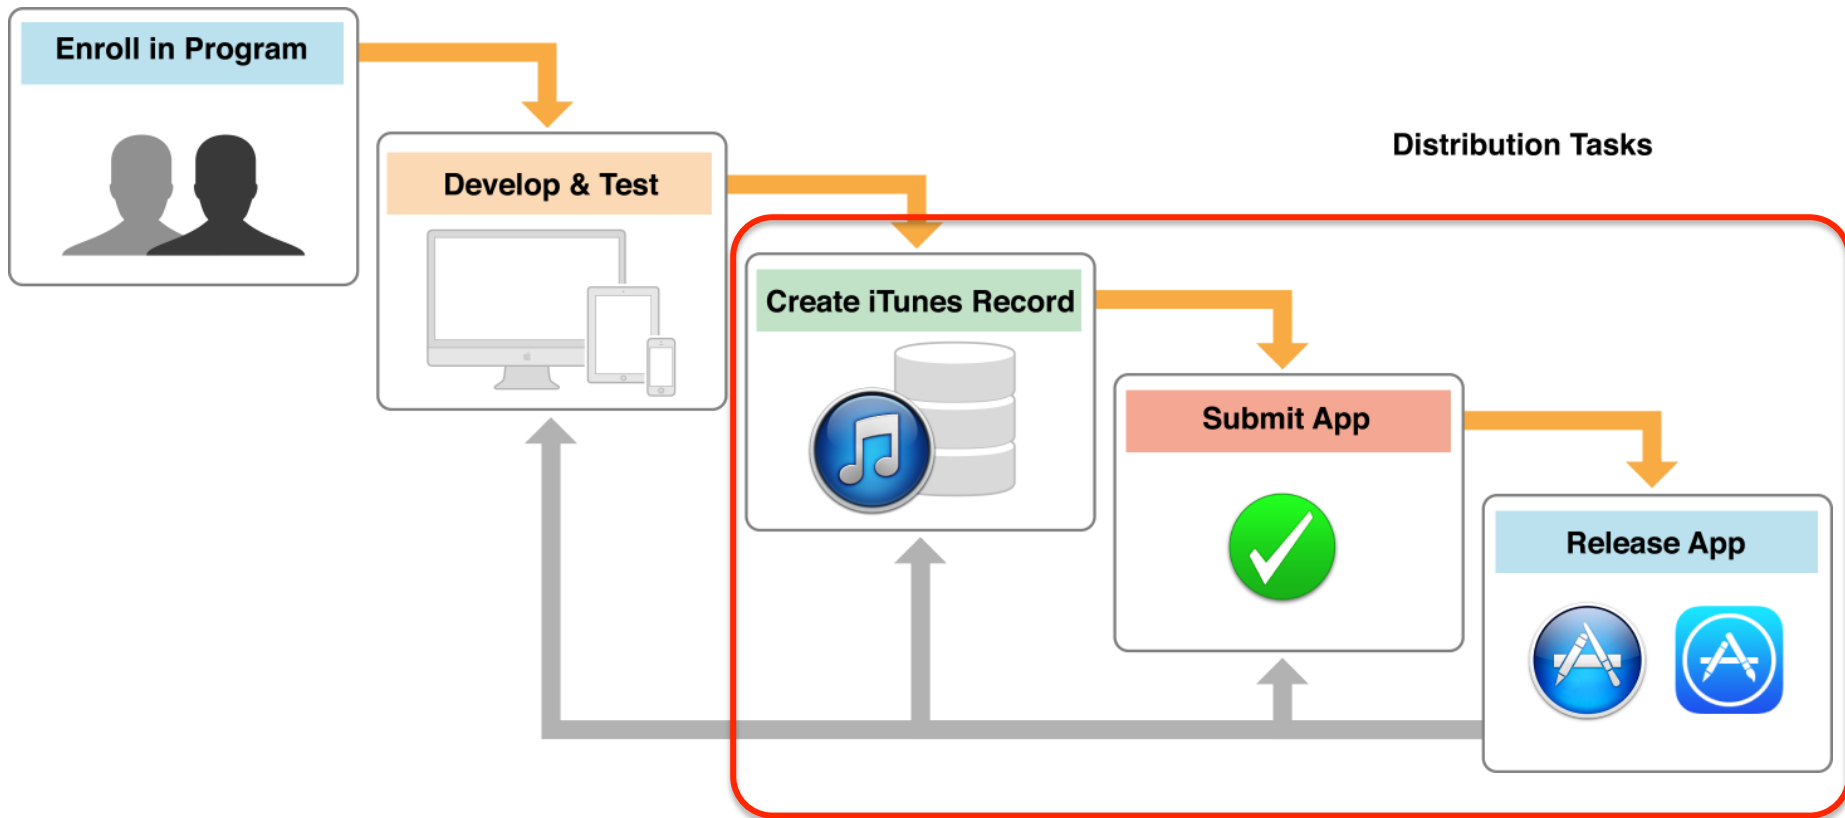 Enroll in Program
Develop & Test
Distribution Tasks
Create iTunes Record
Submit App
Release App